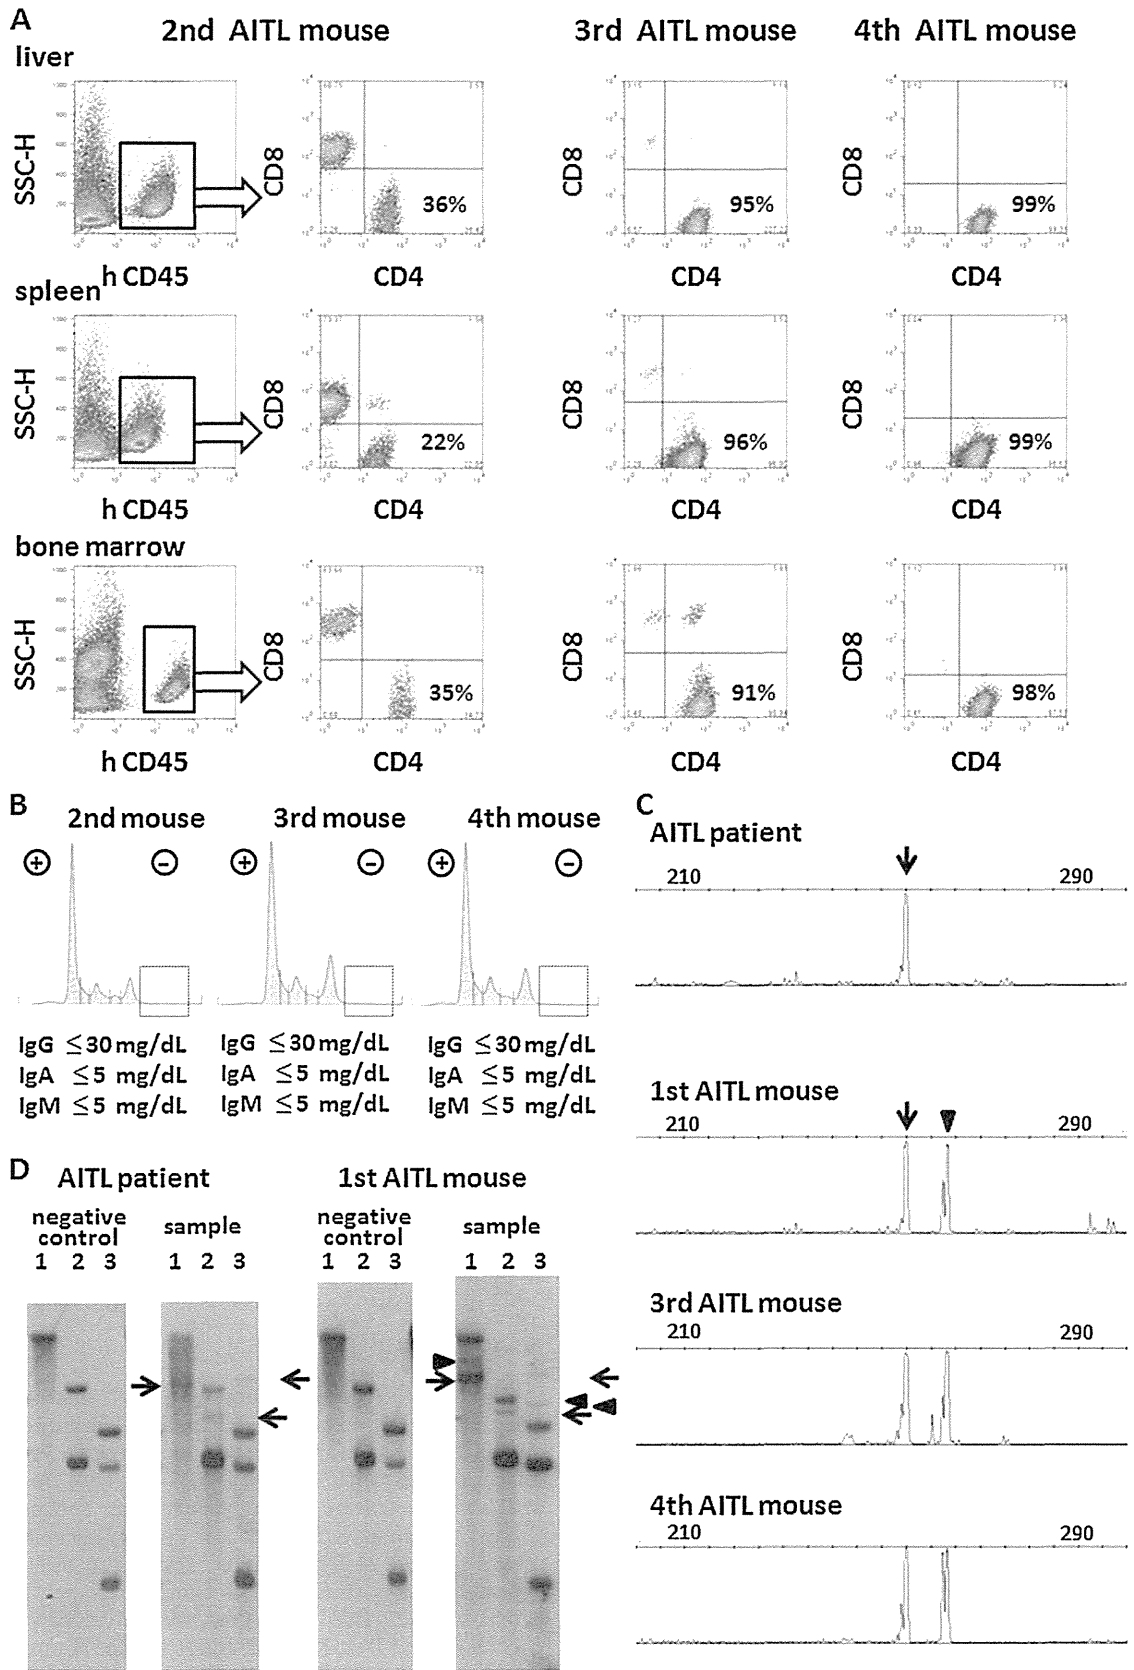 A
2nd AITL mouse
3rd AITL mouse
4th AITL mouse
liver
SSC-H
h CD45
CD8
36%
CD4
CD8
95%
CD4
CD8
99%
CD4
spleen
SSC-H
h CD45
CD8
22%
CD4
CD8
96%
CD4
CD8
99%
CD4
bone marrow
SSC-H
h CD45
CD8
35%
CD4
CD8
91%
CD4
CD8
98%
CD4
B
2nd mouse
3rd mouse
4th mouse
+ −
+ −
+ −
IgG ≦30 mg/dL
IgA ≦5 mg/dL
IgM ≦5 mg/dL
IgG ≦30 mg/dL
IgA ≦5 mg/dL
IgM ≦5 mg/dL
IgG ≦30 mg/dL
IgA ≦5 mg/dL
IgM ≦5 mg/dL
C
AITL patient
210 290
1st AITL mouse
210 290
3rd AITL mouse
210 290
4th AITL mouse
210 290
D
AITL patient
1st AITL mouse
negative control
sample
negative control
sample
1 2 3
1 2 3
1 2 3
1 2 3